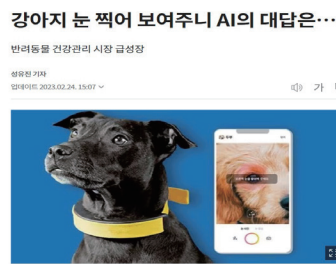 강아지 눈 찍어 보여주니 AI의 대답은…
반려동물 건강관리 시장 급성장
성유진 기자
업데이트 2023.02.24. 15:07
가